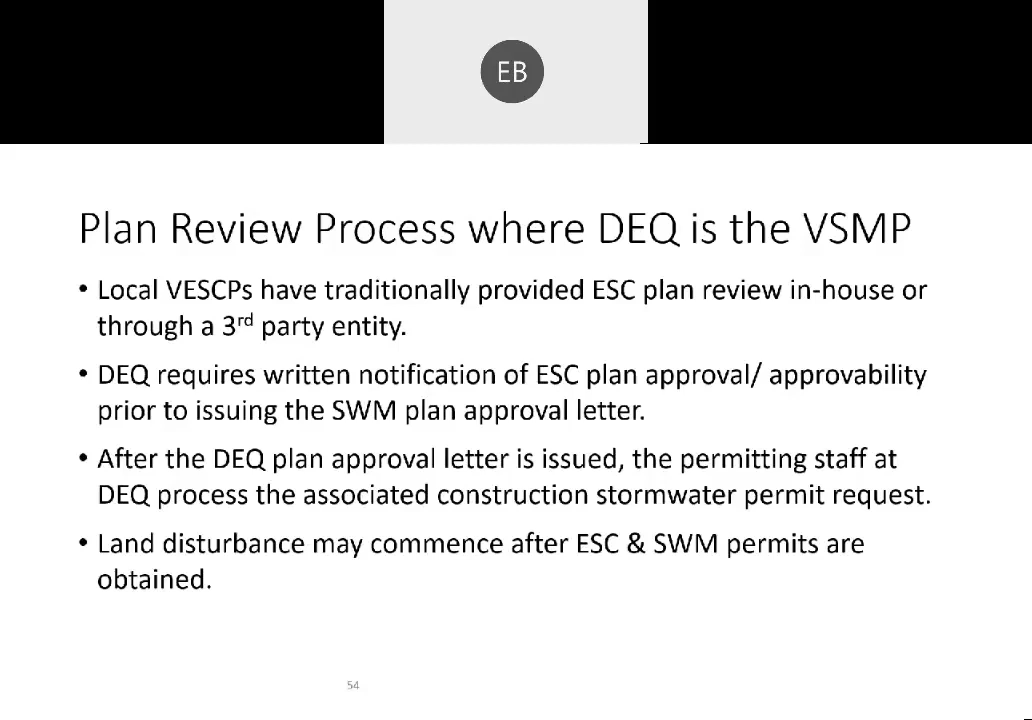 EB
Plan Review Process where DEQ is the VSMP
• Local VESCPs have traditionally provided ESC plan review in-house or
through a 3rd party entity.
• DEQ requires written notification of ESC plan approval/ approvability
prior to issuing the SWM plan approval letter.
• After the DEQ plan approval letter is issued, the permitting staff at
DEQ process the associated construction stormwater permit request.
• Land disturbance may commence after ESC & SWM permits are
obtained.
54